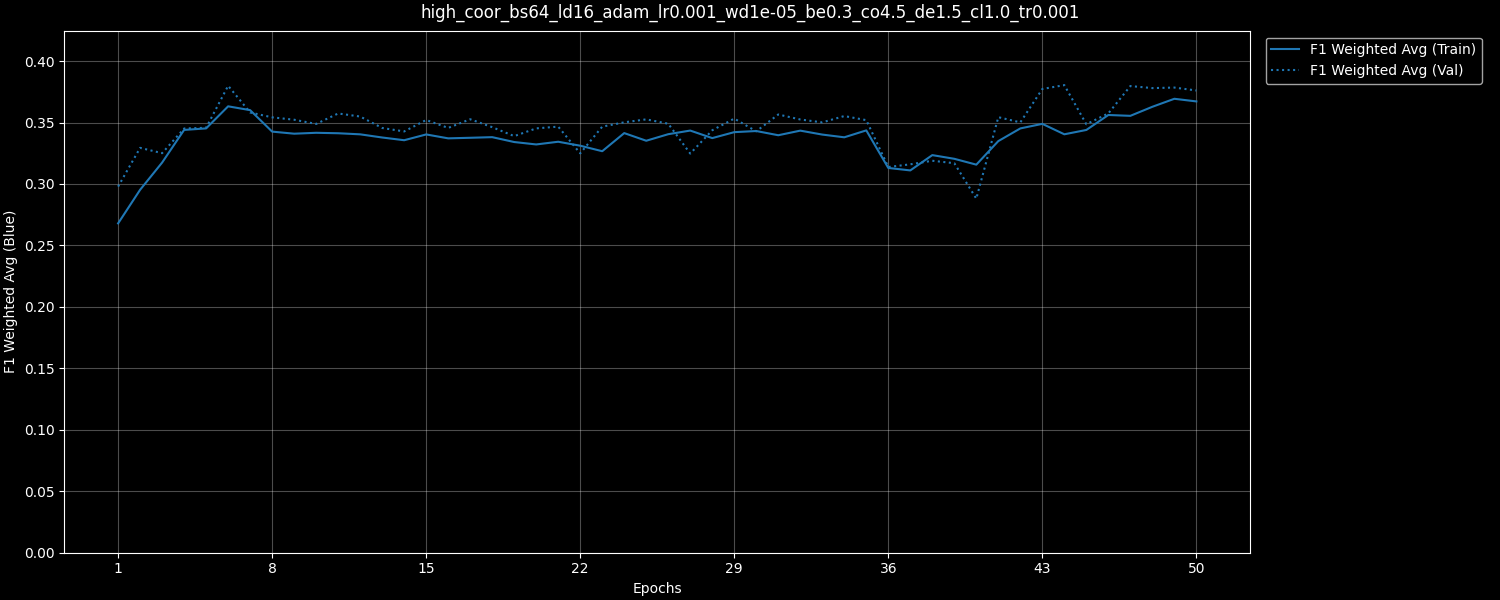 high_coor_bs64_ld16_adam_lr0.001_wd1e-05_be0.3_co4.5_de1.5_cl1.0_tr0.001
F1 Weighted Avg (Train)
F1 Weighted Avg (Val)
F1 Weighted Avg (Blue)
0.40
0.35
0.30
0.25
0.20
0.15
0.10
0.05
0.00
1 8 15 22 29 36 43 50
Epochs